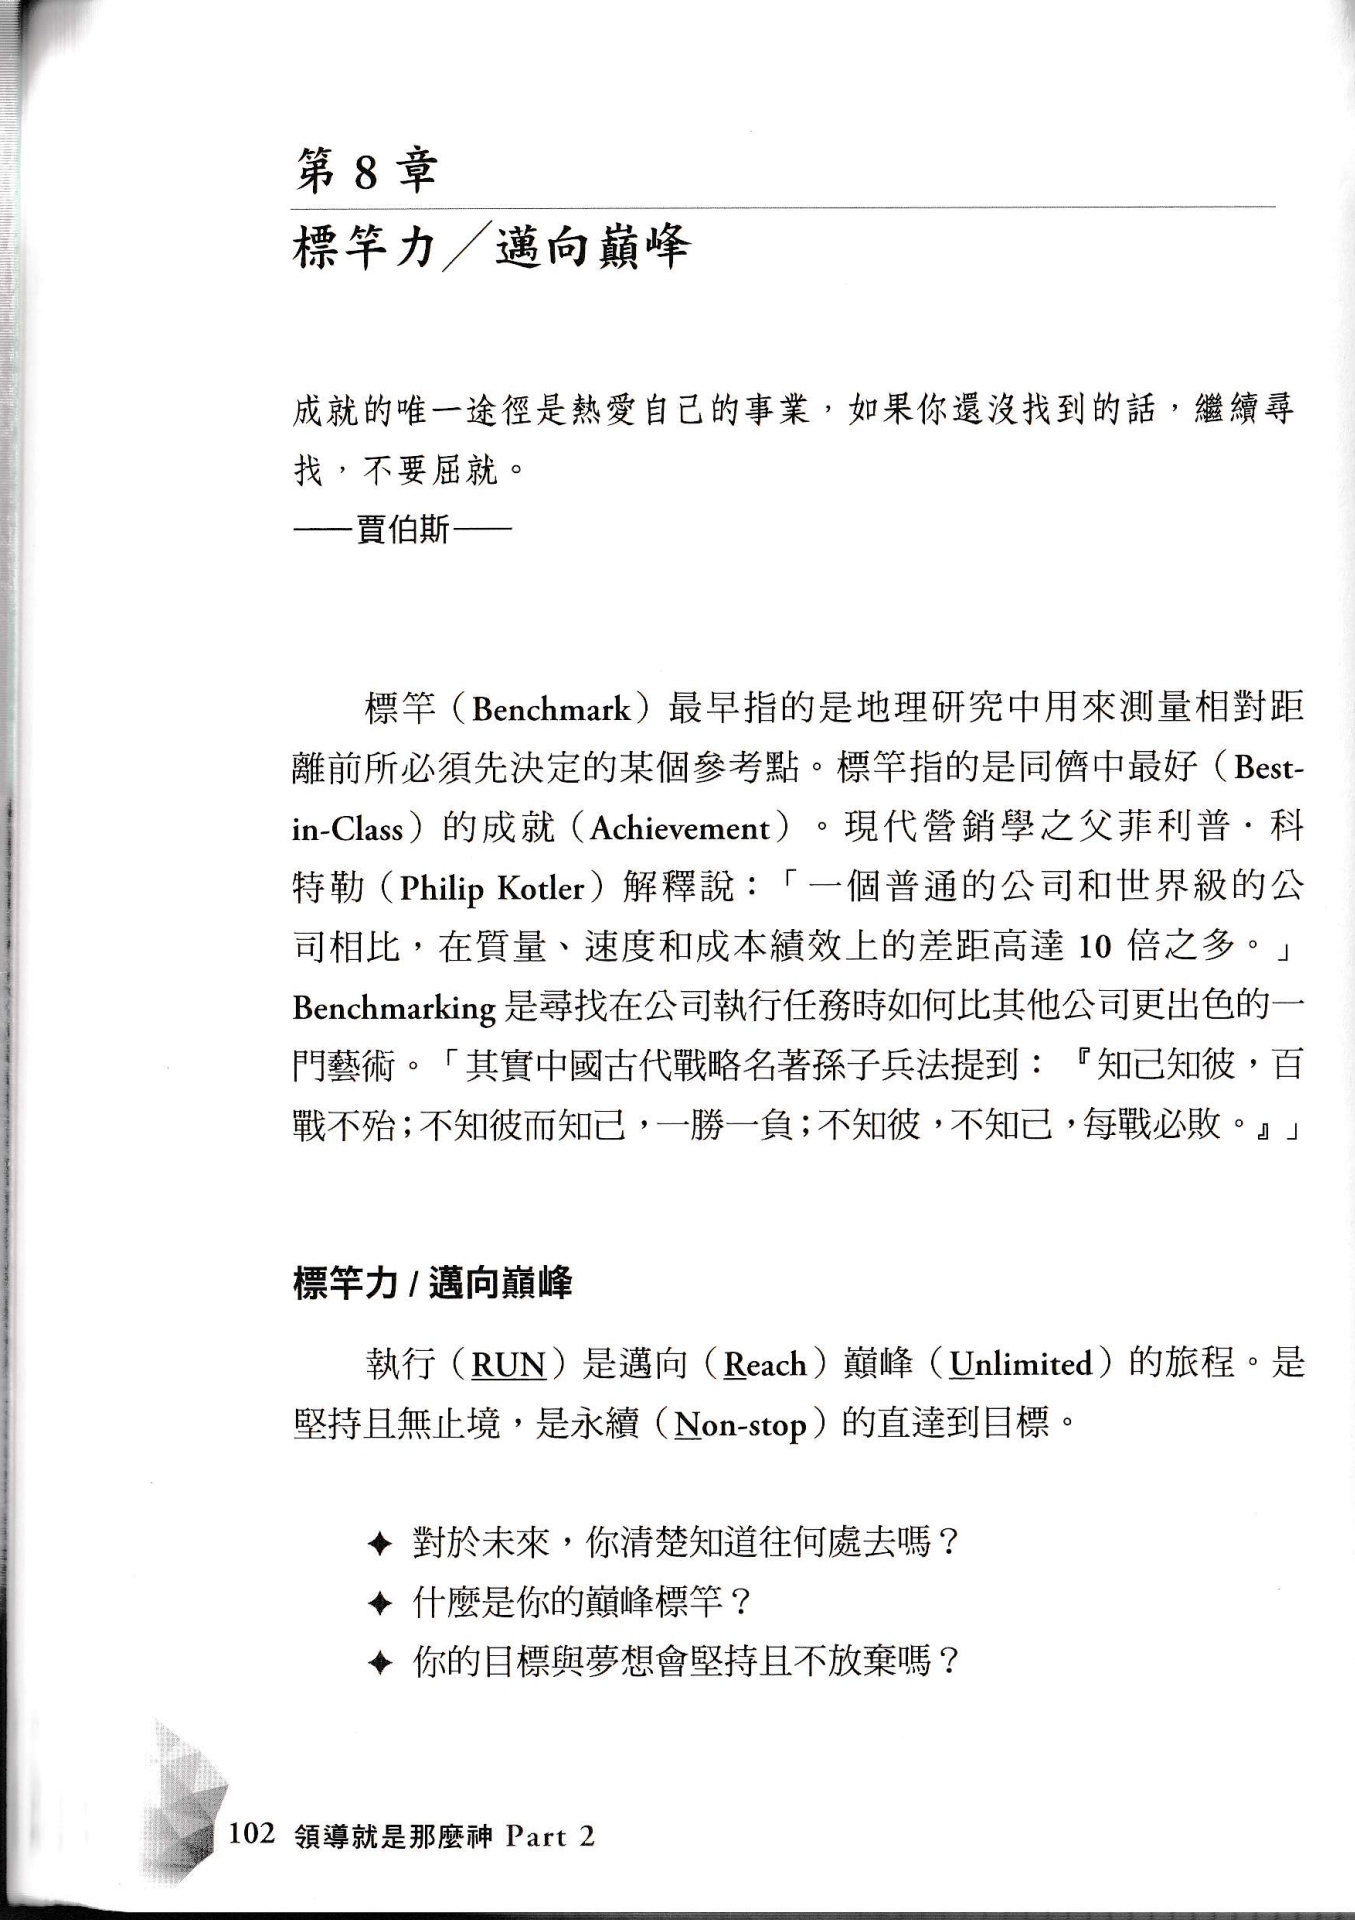 第 8 章
標竿力／邁向巔峰
成就的唯一途徑是熱愛自己的事業，如果你還沒找到的話，繼續尋
找，不要屈就。
——賈伯斯——
標竿（Benchmark）最早指的是地理研究中用來測量相對距
離前所必須先決定的某個參考點。標竿指的是同儕中最好（Best-
in-Class）的成就（Achievement）。現代營銷學之父菲利普・科
特勒（Philip Kotler）解釋說：「一個普通的公司和世界級的公
司相比，在質量、速度和成本績效上的差距高達 10 倍之多。」
Benchmarking 是尋找在公司執行任務時如何比其他公司更出色的一
門藝術。「其實中國古代戰略名著孫子兵法提到：『知己知彼，百
戰不殆；不知彼而知己，一勝一負；不知彼，不知己，每戰必敗。』」
標竿力 / 邁向巔峰
執行（RUN）是邁向（Reach）巔峰（Unlimited）的旅程。是
堅持且無止境，是永續（Non-stop）的直達到目標。
✦ 對於未來，你清楚知道往何處去嗎？
✦ 什麼是你的巔峰標竿？
✦ 你的目標與夢想會堅持且不放棄嗎？
102 領導就是那麼神 Part 2